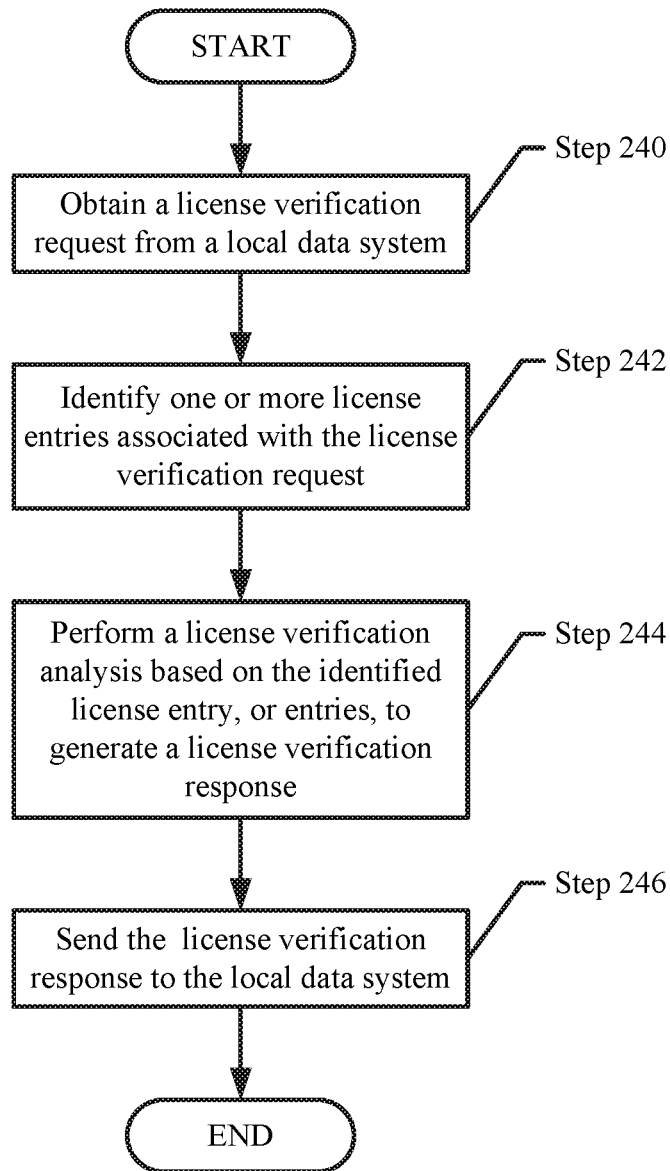 START
Step 240
Obtain a license verification
request from a local data system
Step 242
Identify one or more license
entries associated with the license
verification request
Step 244
Perform a license verification
analysis based on the identified
license entry, or entries, to
generate a license verification
response
Step 246
Send the license verification
response to the local data system
END